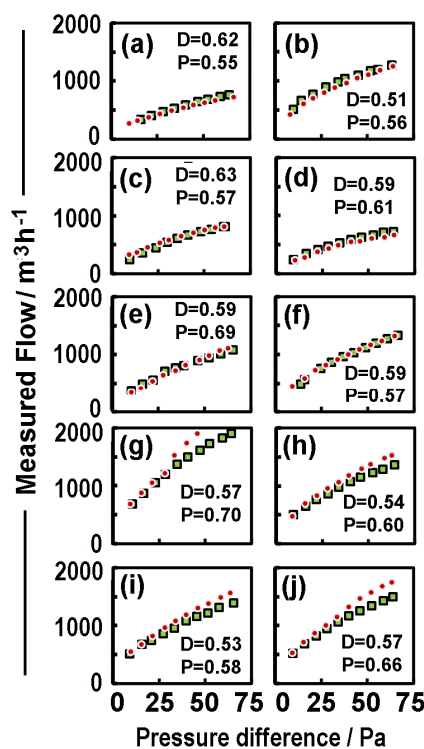 Measured Flow / m³h⁻¹
2000
1000
0
(a) D=0.62
P=0.55
(b)
D=0.51
P=0.56
2000
1000
0
(c) D=0.63
P=0.57
(d) D=0.59
P=0.61
2000
1000
0
(e) D=0.59
P=0.69
(f)
D=0.59
P=0.57
2000
1000
0
(g)
D=0.57
P=0.70
(h)
D=0.54
P=0.60
2000
1000
0
(i)
D=0.53
P=0.58
(j)
D=0.57
P=0.66
0 25 50 75
0 25 50 75
Pressure difference / Pa